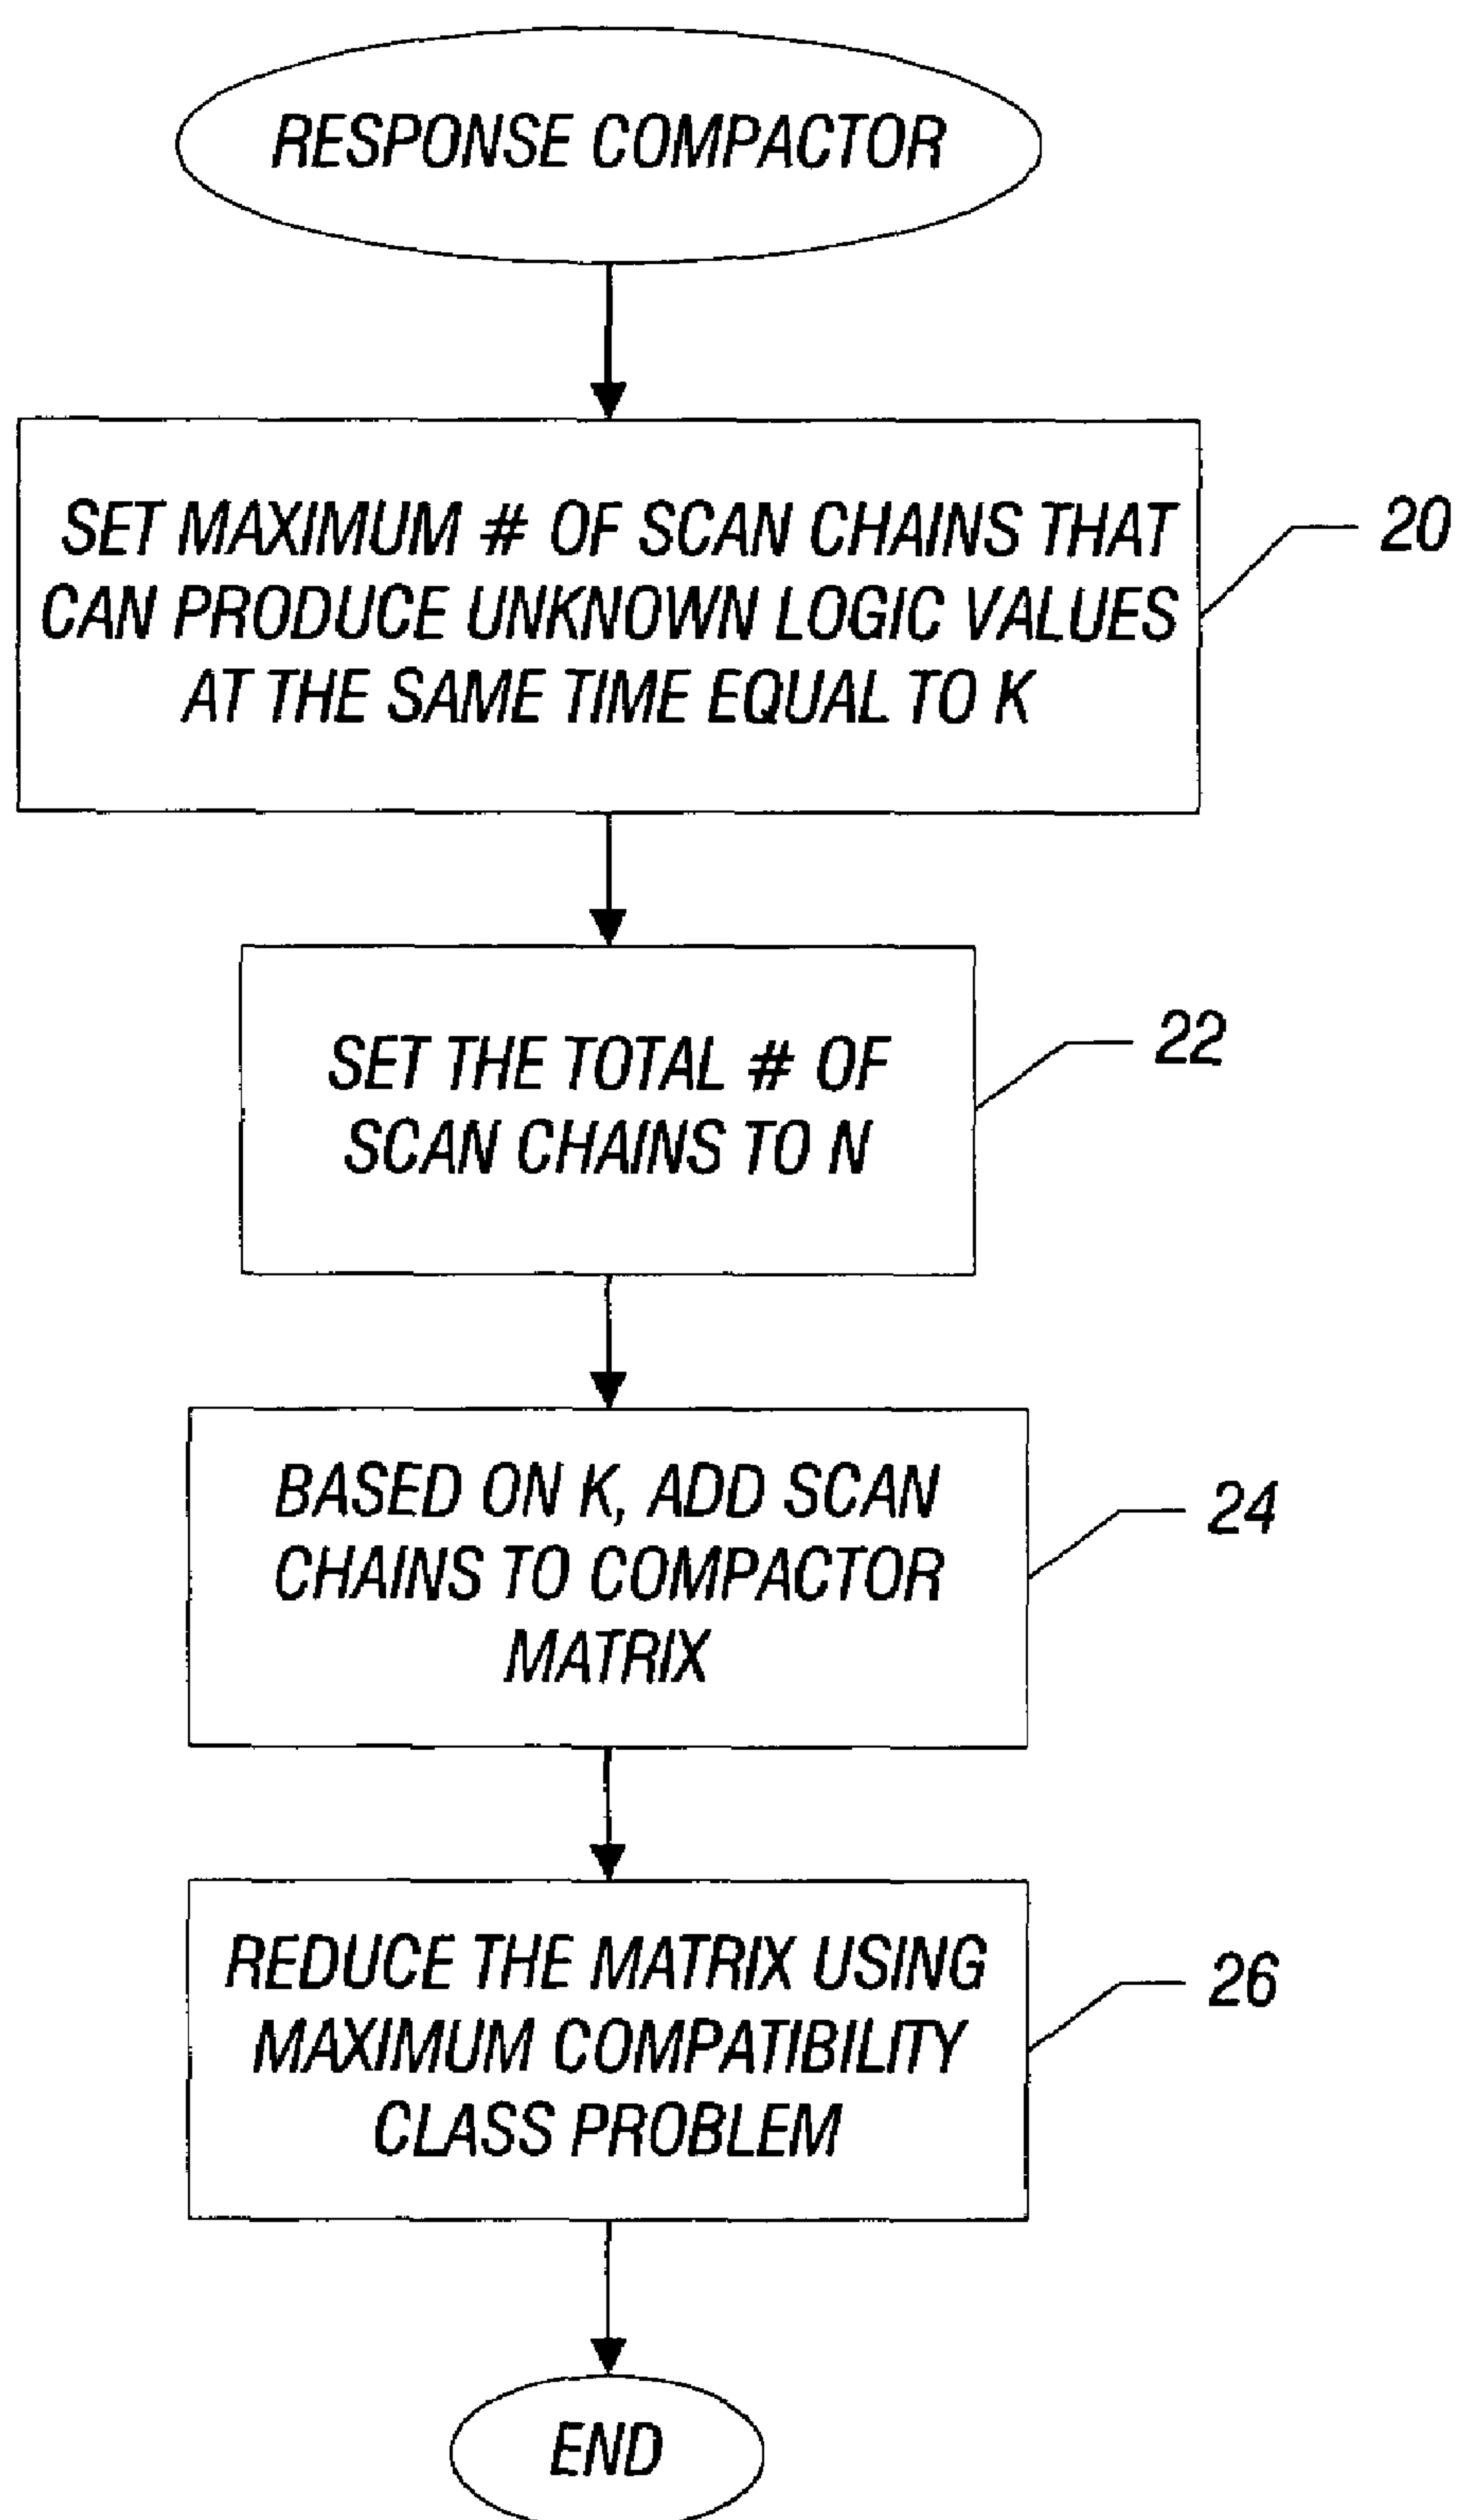 RESPONSE COMPACTOR
SET MAXIMUM # OF SCAN CHAINS THAT
CAN PRODUCE UNKNOWN LOGIC VALUES
AT THE SAME TIME EQUAL TO K
20
SET THE TOTAL # OF
SCAN CHAINS TO N
22
BASED ON K, ADD SCAN
CHAINS TO COMPACTOR
MATRIX
24
REDUCE THE MATRIX USING
MAXIMUM COMPATIBILITY
CLASS PROBLEM
26
END